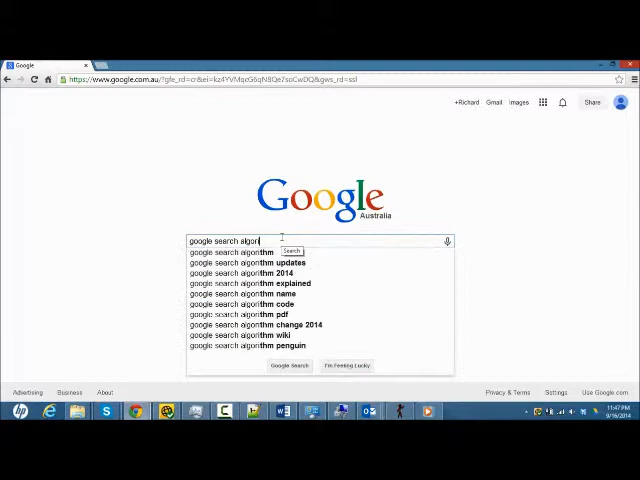 Google
https://www.google.com.au/?gfe_rd=cr&ei=kz4YVMqcG6qN8Qe7soCwDQ&gws_rd=ssl
+Richard Gmail Images Share
Google
Australia
google search algori
google search algorithm
Search
google search algorithm updates
google search algorithm 2014
google search algorithm explained
google search algorithm name
google search algorithm code
google search algorithm pdf
google search algorithm change 2014
google search algorithm wiki
google search algorithm penguin
Google Search I'm Feeling Lucky
Advertising Business About Privacy & Terms Settings Use Google.com
11:47 PM
9/16/2014